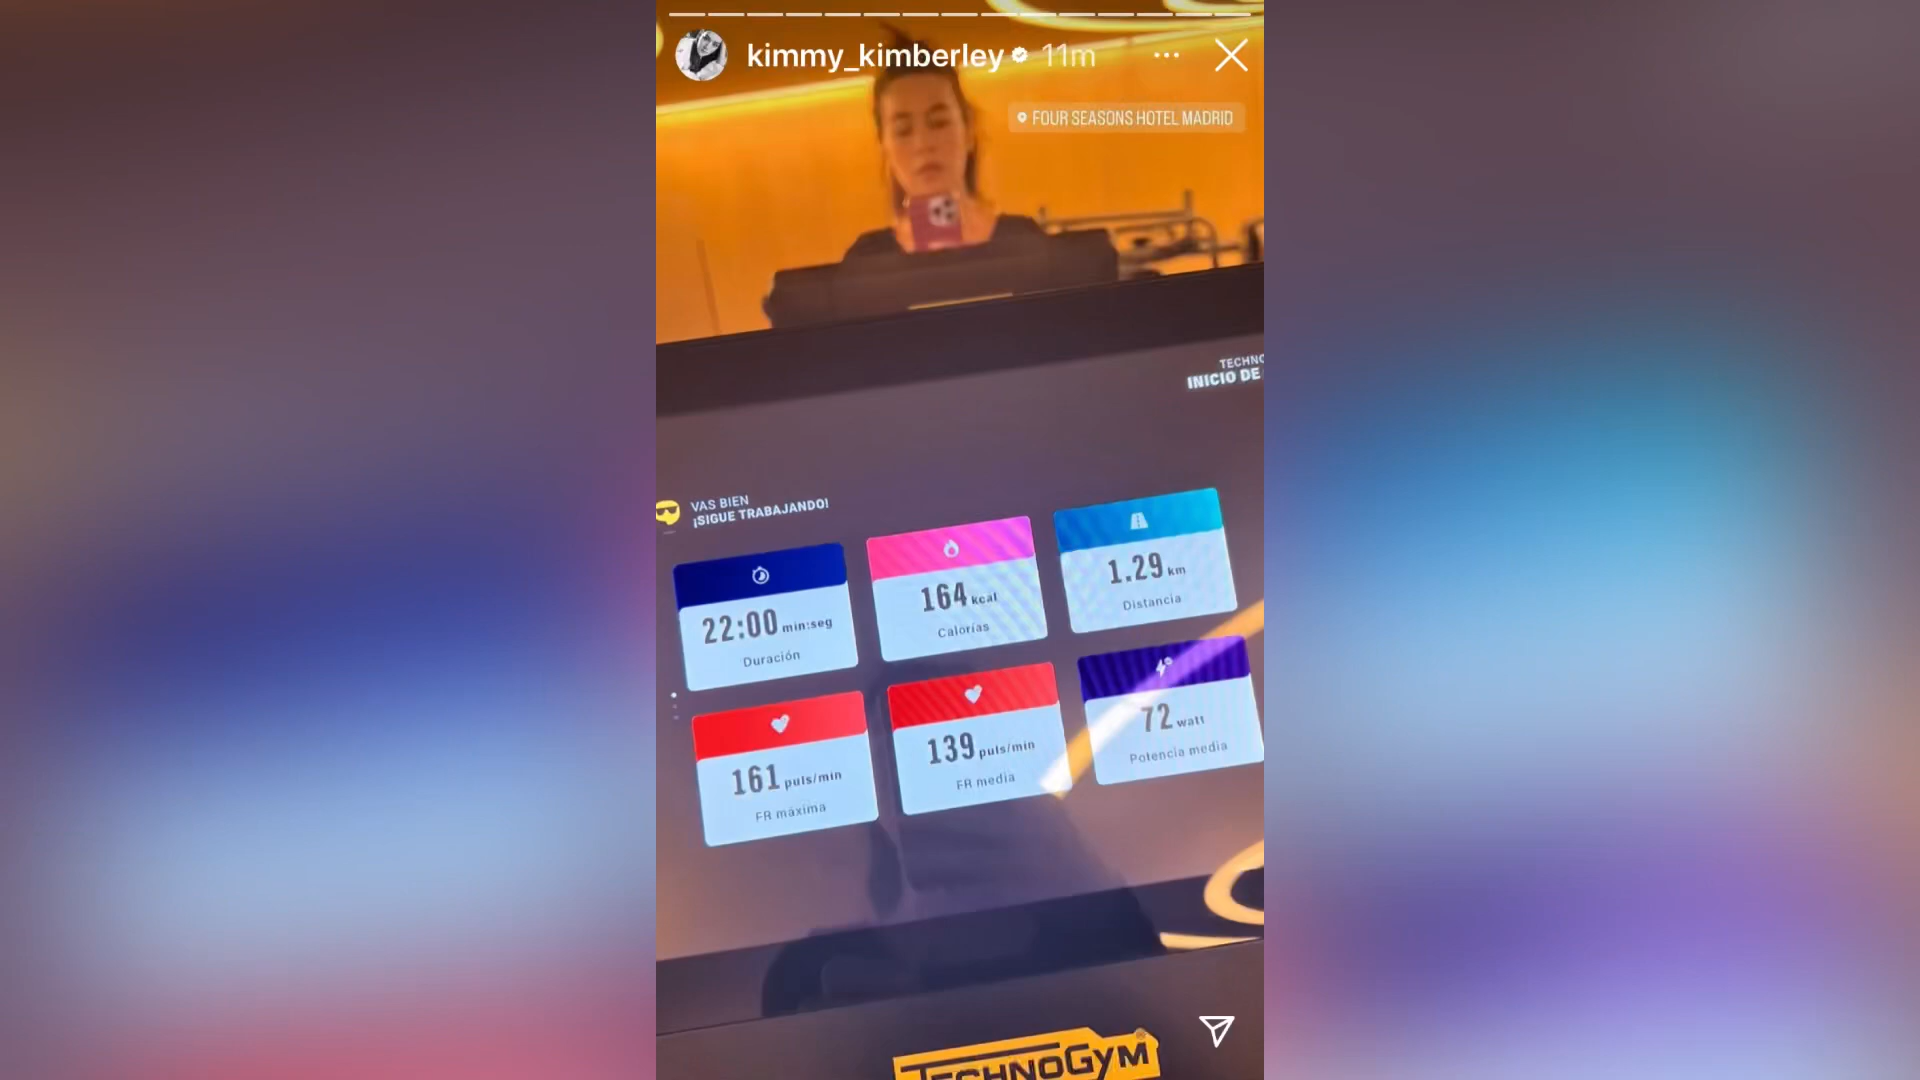 kimmy_kimberley 11m
FOUR SEASONS HOTEL MADRID
TECHNO
INICIO DE
VAS BIEN
¡SIGUE TRABAJANDO!
22:00 min:seg
Duración
164 kcal
Calorías
1.29 km
Distancia
161 puls/min
FR máxima
139 puls/min
FR media
72 watt
Potencia media
TECHNOGYM